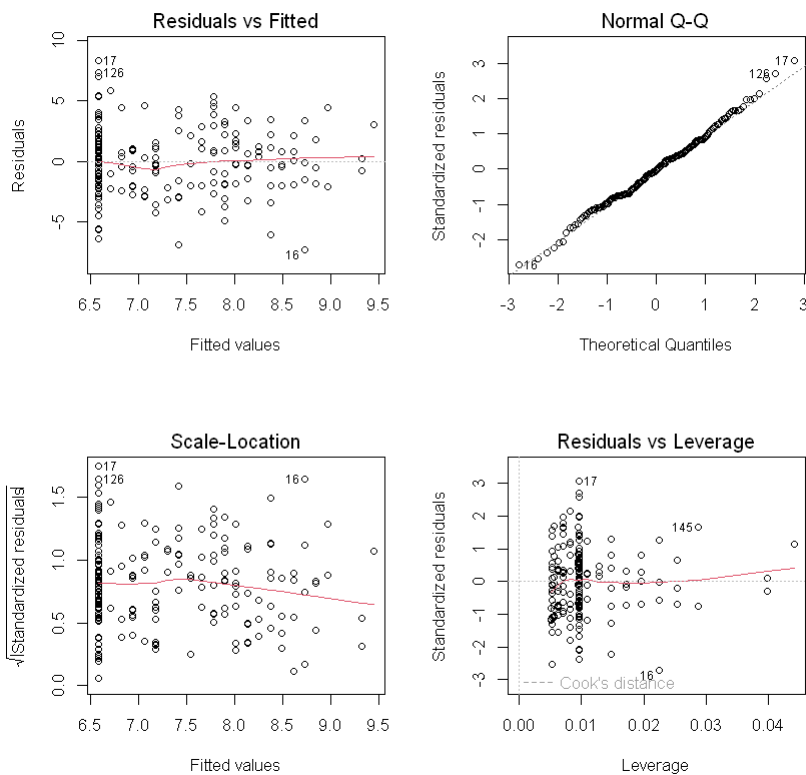 Residuals vs Fitted
10
5
0
-5
Residuals
17
126
16
6.5 7.0 7.5 8.0 8.5 9.0 9.5
Fitted values
Normal Q-Q
3
2
1
0
-1
-2
Standardized residuals
17
126
16
-3 -2 -1 0 1 2 3
Theoretical Quantiles
Scale-Location
1.5
1.0
0.5
0.0
√|Standardized residuals|
17
126
16
6.5 7.0 7.5 8.0 8.5 9.0 9.5
Fitted values
Residuals vs Leverage
3
2
1
0
-1
-2
-3
Standardized residuals
17
145
16
Cook's distance
0.00 0.01 0.02 0.03 0.04
Leverage